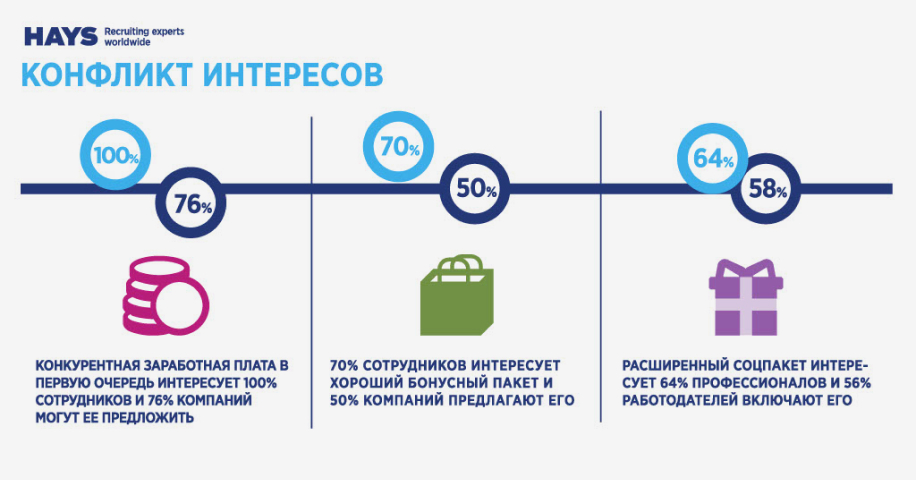 HAYS Recruiting experts
worldwide
КОНФЛИКТ ИНТЕРЕСОВ
100%
76%
70%
50%
64%
58%
КОНКУРЕНТНАЯ ЗАРАБОТНАЯ ПЛАТА В
ПЕРВУЮ ОЧЕРЕДЬ ИНТЕРЕСУЕТ 100%
СОТРУДНИКОВ И 76% КОМПАНИЙ
МОГУТ ЕЕ ПРЕДЛОЖИТЬ
70% СОТРУДНИКОВ ИНТЕРЕСУЕТ
ХОРОШИЙ БОНУСНЫЙ ПАКЕТ И
50% КОМПАНИЙ ПРЕДЛАГАЮТ ЕГО
РАСШИРЕННЫЙ СОЦПАКЕТ ИНТЕРЕ-
СУЕТ 64% ПРОФЕССИОНАЛОВ И 56%
РАБОТОДАТЕЛЕЙ ВКЛЮЧАЮТ ЕГО